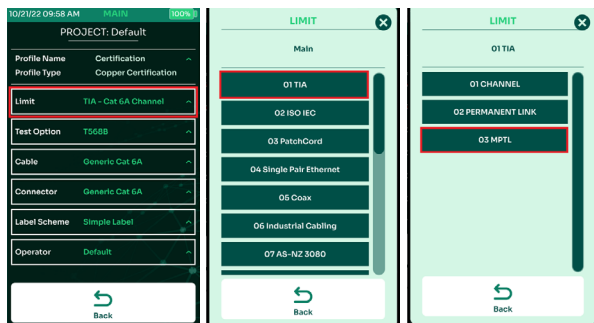 10/21/22 09:58 AM MAIN 100%
PROJECT: Default
Profile Name Certification
Profile Type Copper Certification
Limit TIA - Cat 6A Channel
Test Option T568B
Cable Generic Cat 6A
Connector Generic Cat 6A
Label Scheme Simple Label
Operator Default
Back
LIMIT
Main
01 TIA
02 ISO IEC
03 PatchCord
04 Single Pair Ethernet
05 Coax
06 Industrial Cabling
07 AS-NZ 3080
Back
LIMIT
01 TIA
01 CHANNEL
02 PERMANENT LINK
03 MPTL
Back